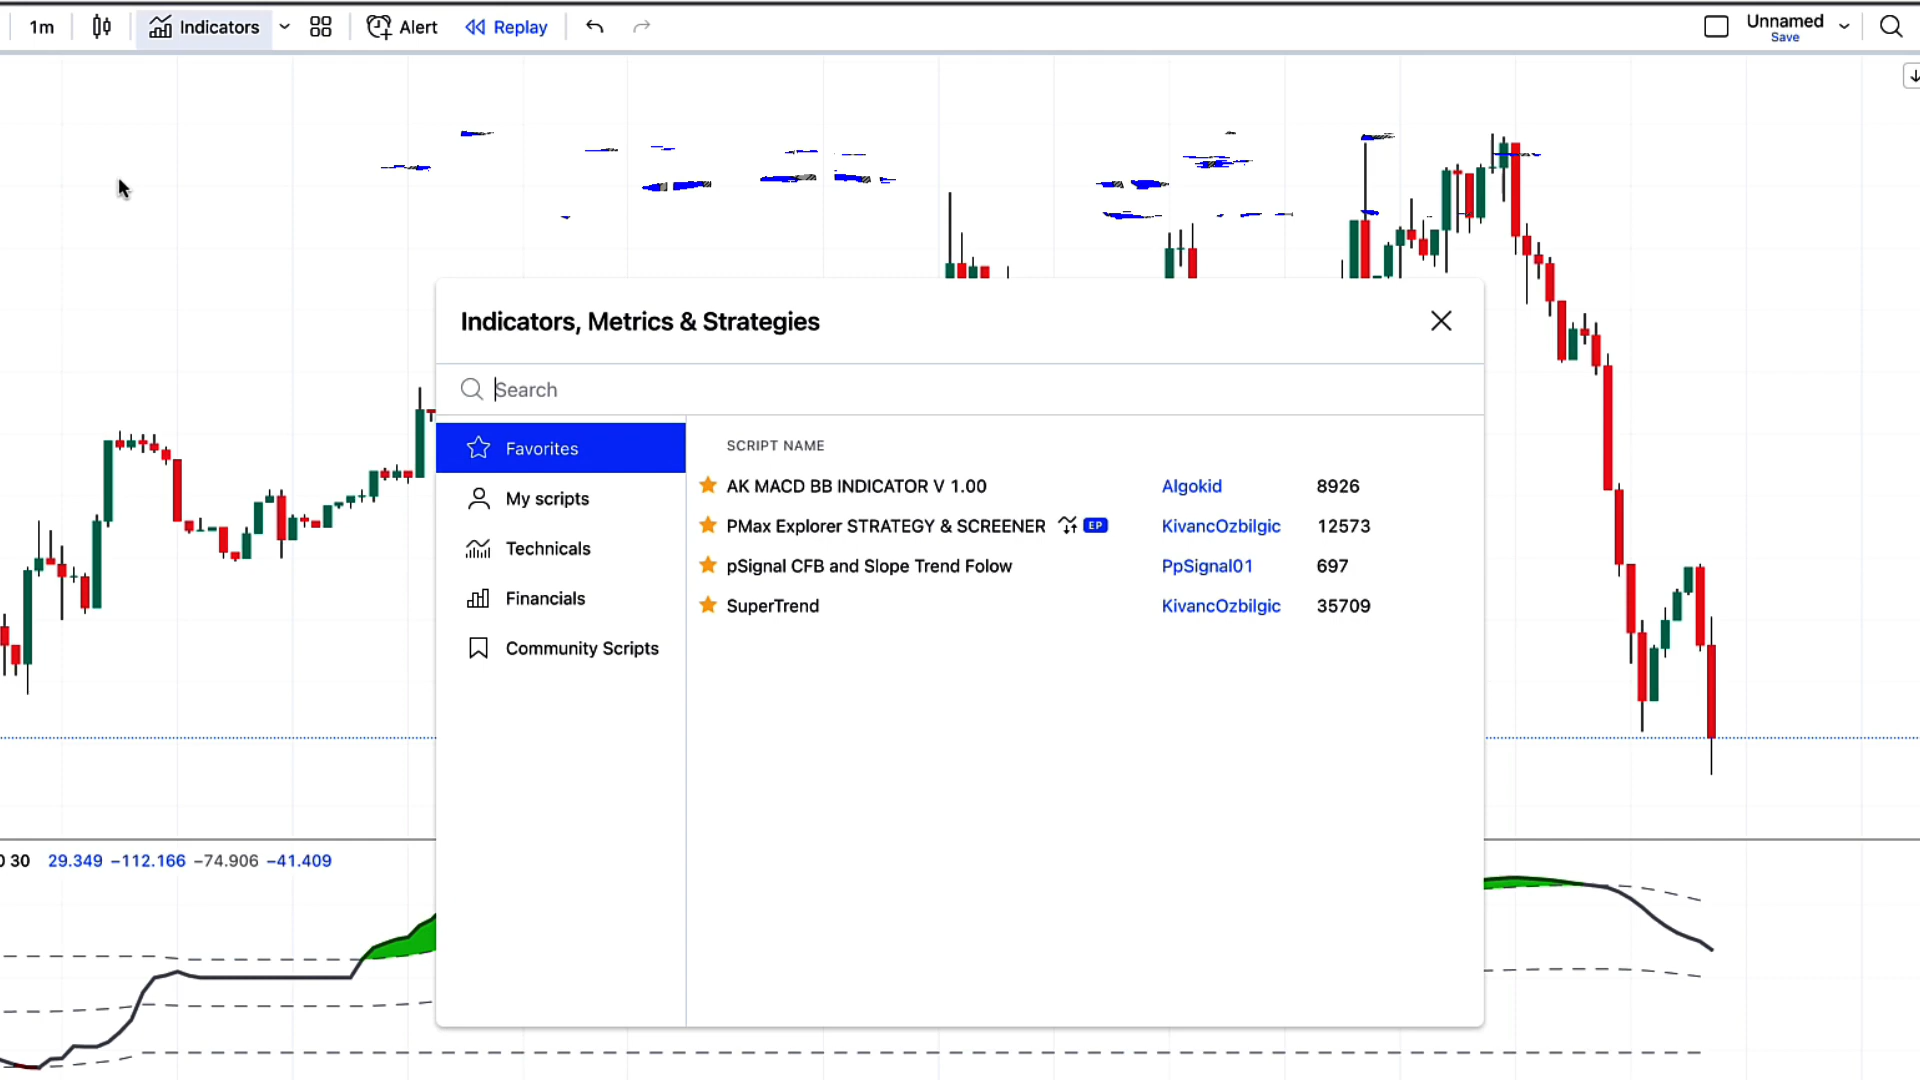 1m Indicators Alert Replay Unnamed
Save
Indicators, Metrics & Strategies
Search
Favorites
My scripts
Technicals
Financials
Community Scripts
SCRIPT NAME
AK MACD BB INDICATOR V 1.00 Algokid 8926
PMax Explorer STRATEGY & SCREENER EP KivancOzbilgic 12573
pSignal CFB and Slope Trend Folow PpSignal01 697
SuperTrend KivancOzbilgic 35709
30 29.349 −112.166 −74.906 −41.409